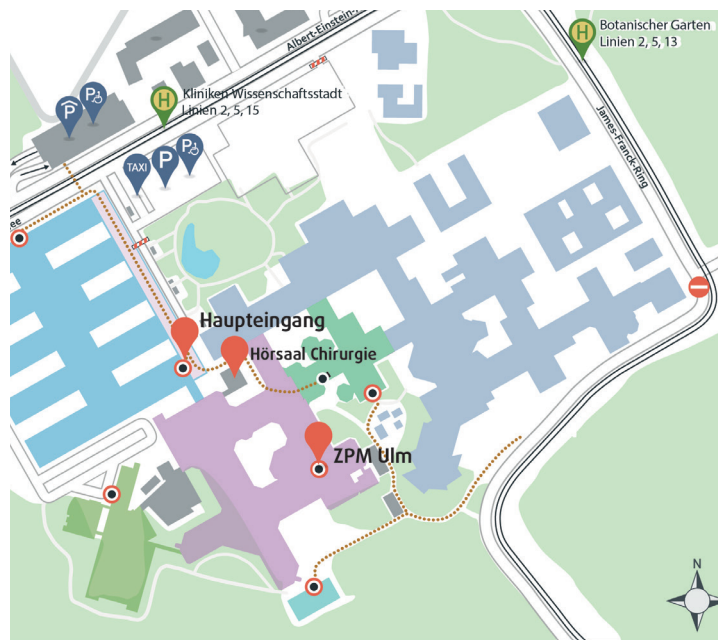 Botanischer Garten
Linien 2, 5, 13
Albert-Einstein-
H
H
Kliniken Wissenschaftsstadt
Linien 2, 5, 15
P
P
James-Franck-Ring
TAXI
P
P
ee
Haupteingang
Hörsaal Chirurgie
ZPM Ulm
N